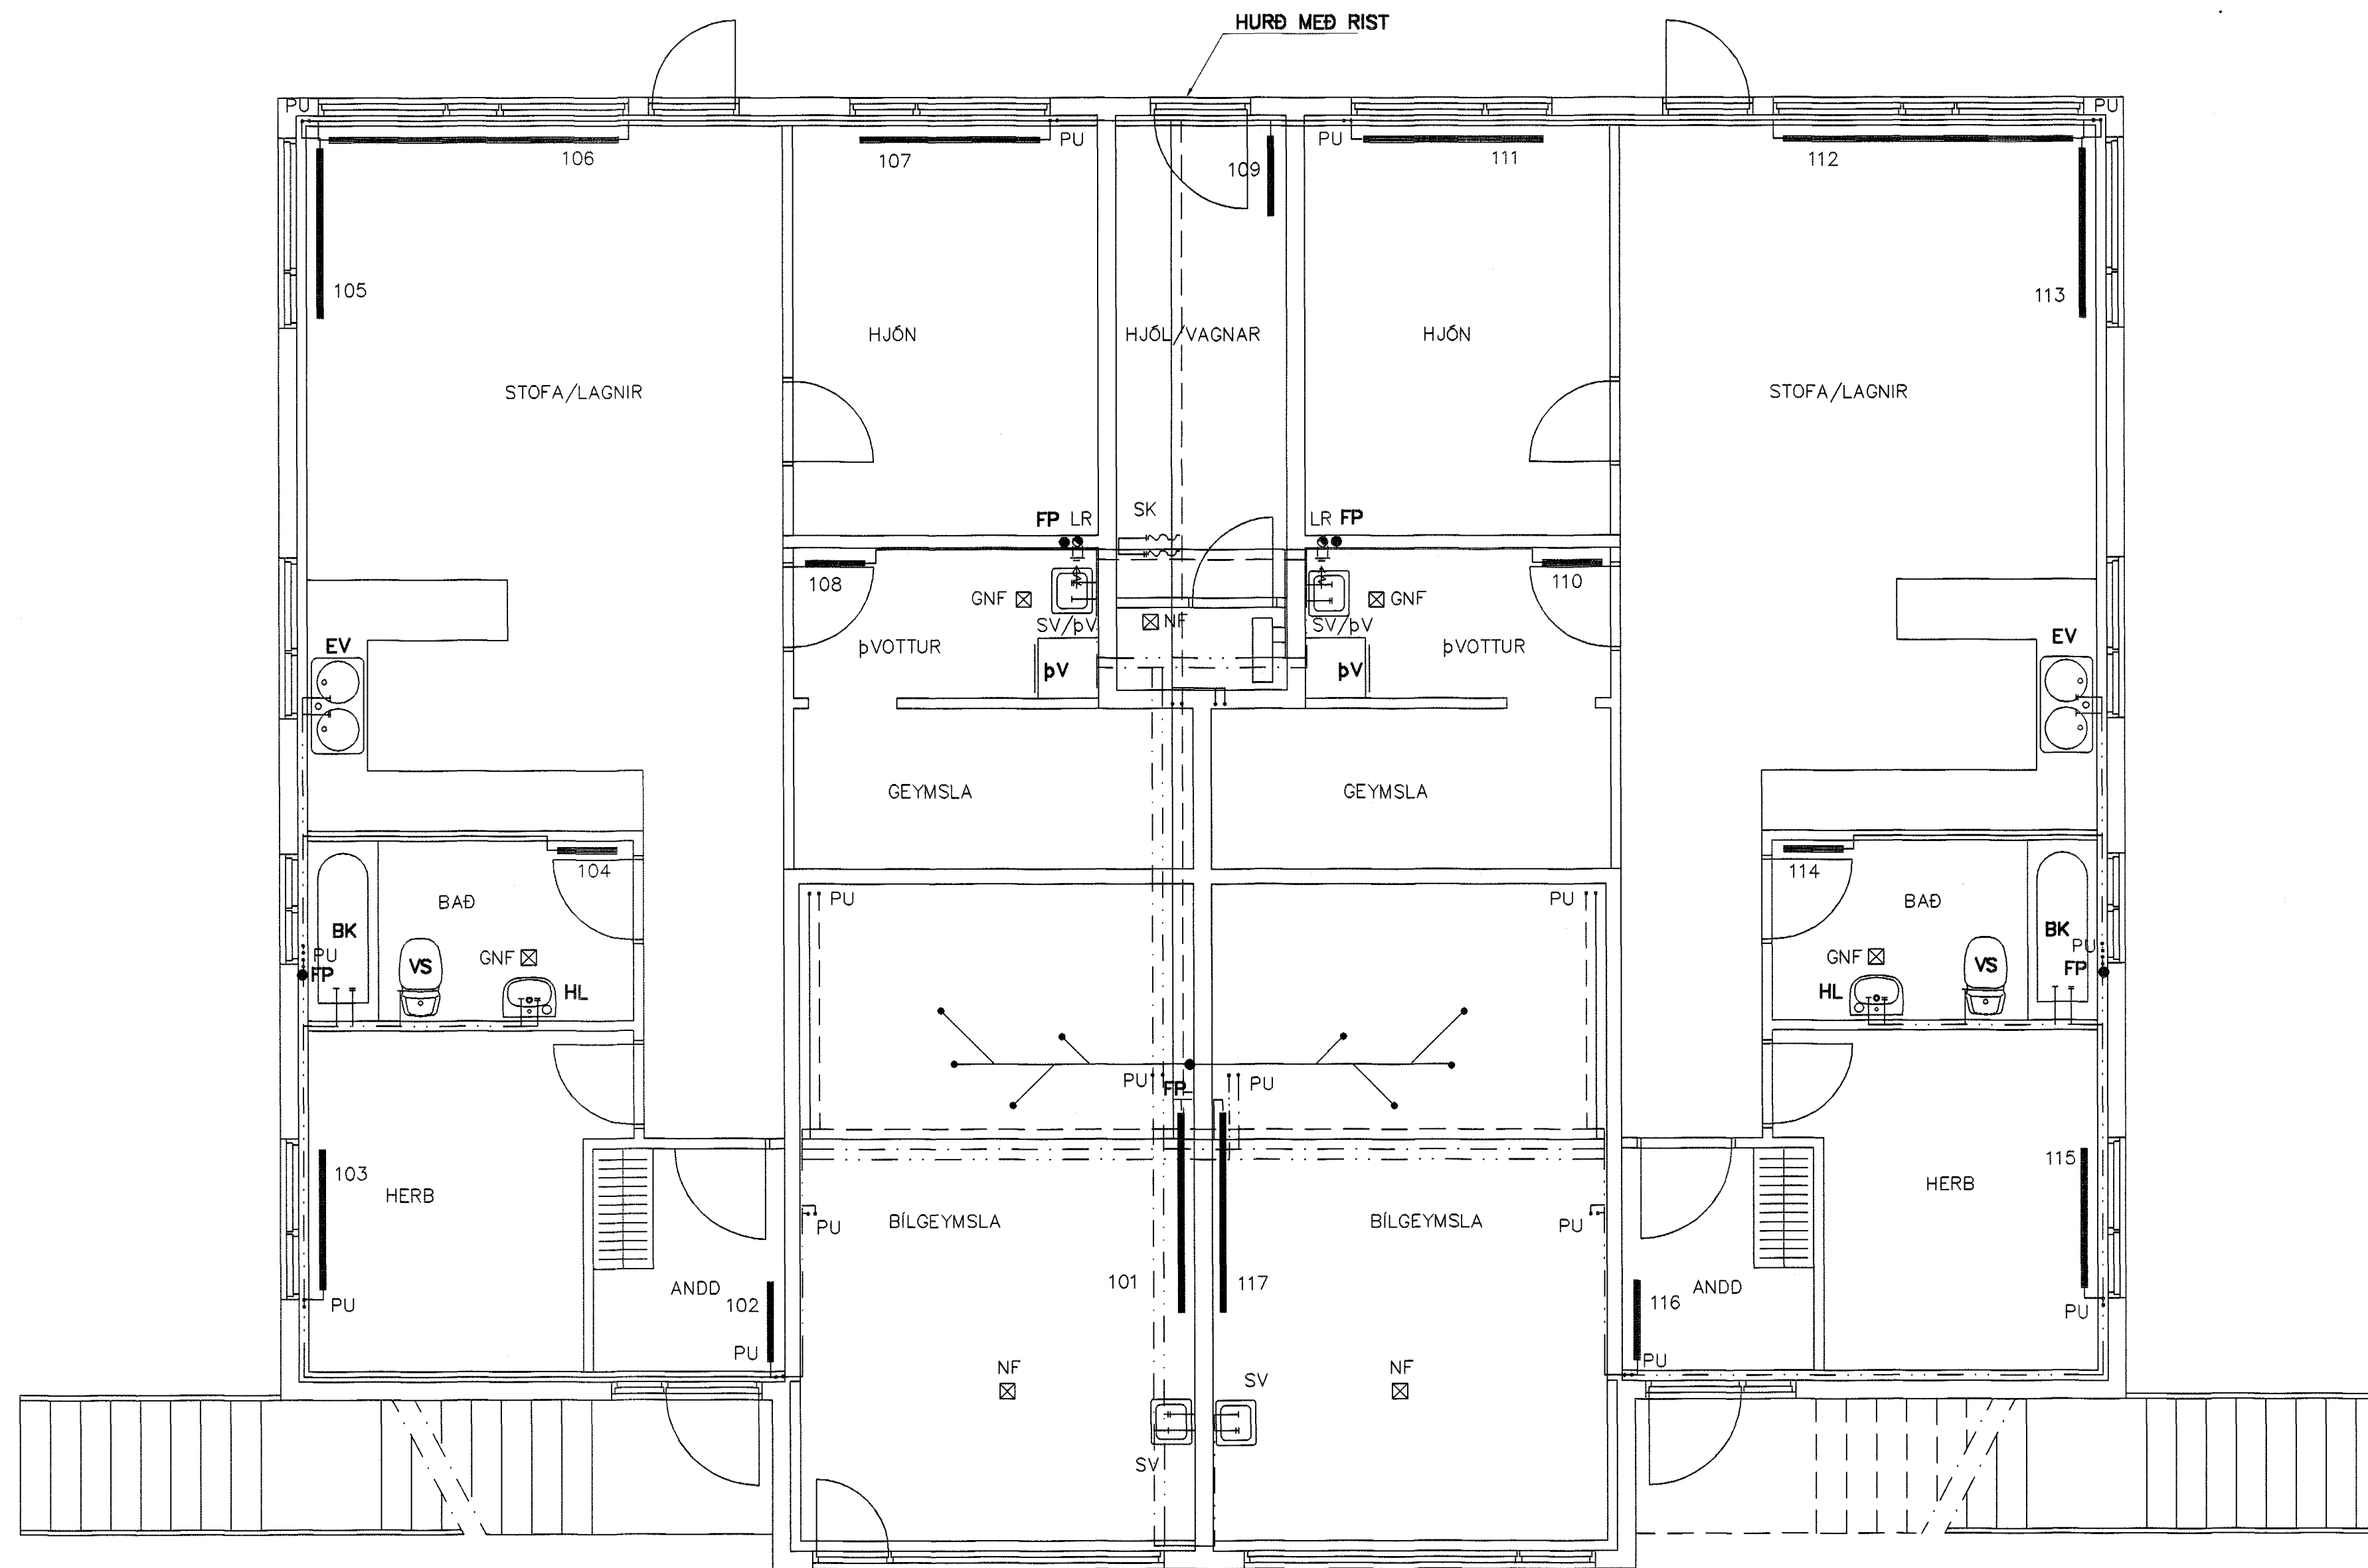 HURÐ MEÐ RIST
PU
PU
106
107
PU
109
PU
111
112
105
113
HJÓN
HJÓL/VAGNAR
HJÓN
STOFA/LAGNIR
STOFA/LAGNIR
FP LR
SK
LR FP
108
GNF
SV/þV
NF
SV/þV
GNF
110
EV
þVOTTUR
þV
þV
þVOTTUR
EV
GEYMSLA
GEYMSLA
104
114
PU
PU
BAÐ
BAÐ
BK
PU
FP
VS
GNF
HL
GNF
HL
VS
BK
PU
FP
PU
FP
PU
103
HERB
115
HERB
PU
BÍLGEYMSLA
BÍLGEYMSLA
PU
ANDD
102
101
117
116
ANDD
PU
PU
PU
PU
NF
NF
SV
SV